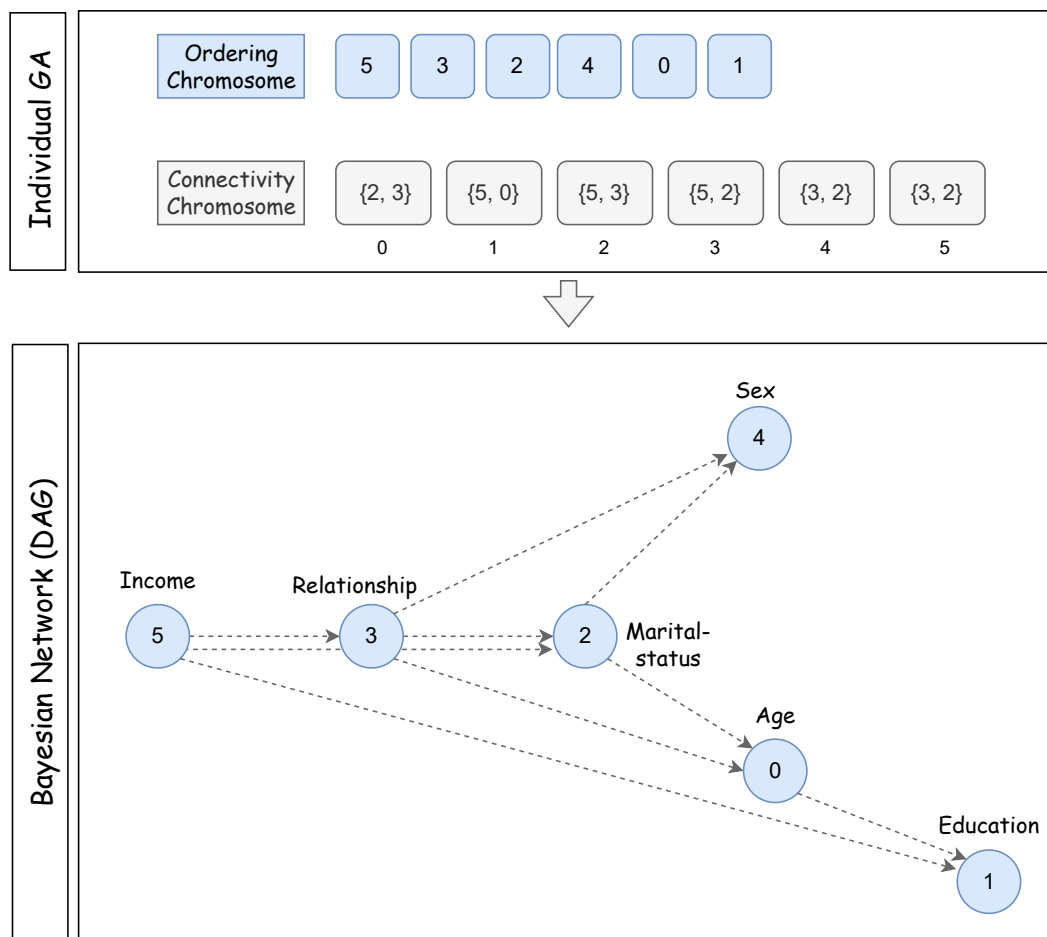 Individual GA
Ordering
Chromosome
5 3 2 4 0 1
Connectivity
Chromosome
{2, 3} {5, 0} {5, 3} {5, 2} {3, 2} {3, 2}
0 1 2 3 4 5
Bayesian Network (DAG)
Sex
4
Income
Relationship
5
3
2
Marital-
status
Age
0
Education
1